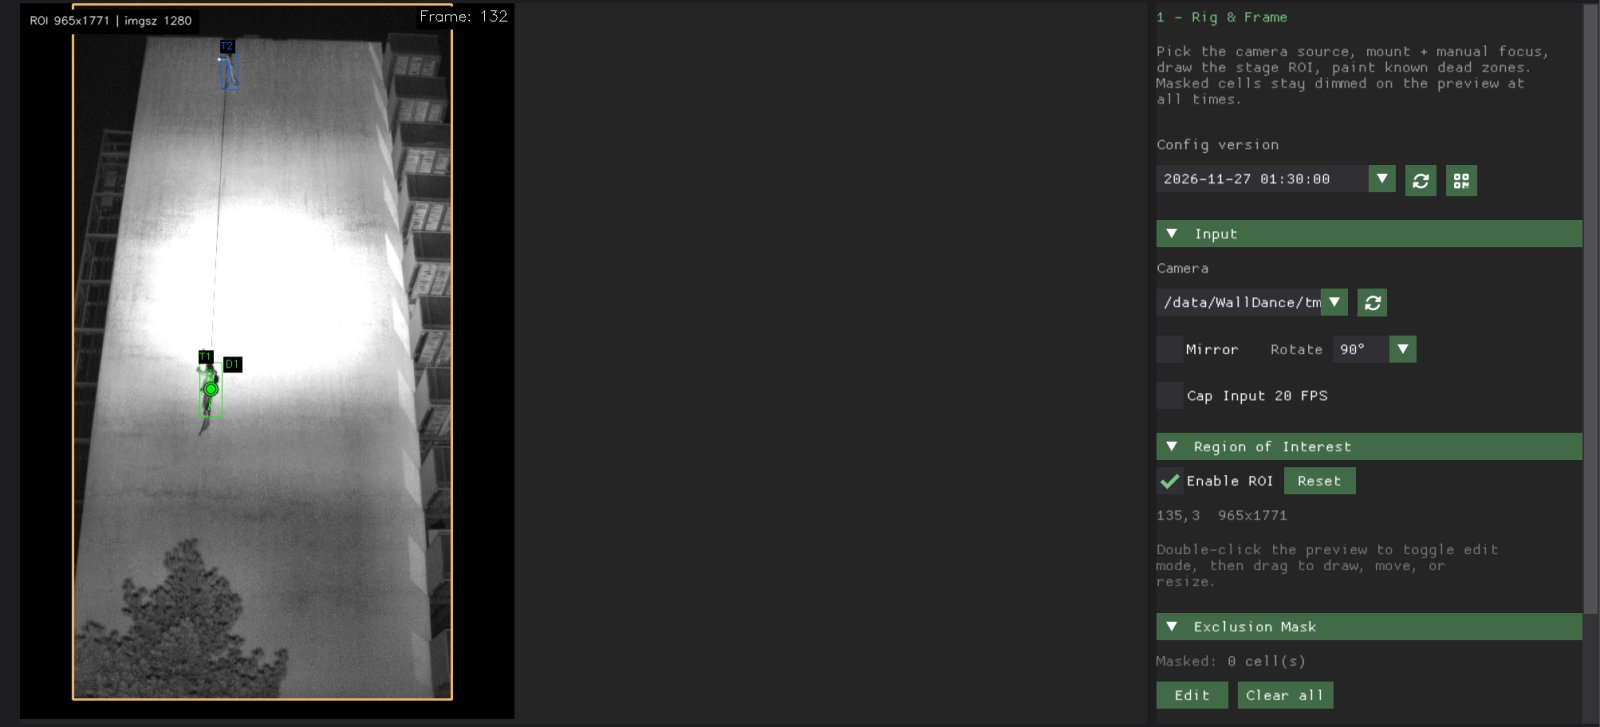 ROI 965x1771 | imgsz 1280
Frame: 132
T2
T1
D1
1 - Rig & Frame
Pick the camera source, mount + manual focus,
draw the stage ROI, paint known dead zones.
Masked cells stay dimmed on the preview at
all times.
Config version
2026-11-27 01:30:00
Input
Camera
/data/WallDance/tm
Mirror
Rotate
90°
Cap Input 20 FPS
Region of Interest
Enable ROI
Reset
135,3 965x1771
Double-click the preview to toggle edit
mode, then drag to draw, move, or
resize.
Exclusion Mask
Masked: 0 cell(s)
Edit
Clear all